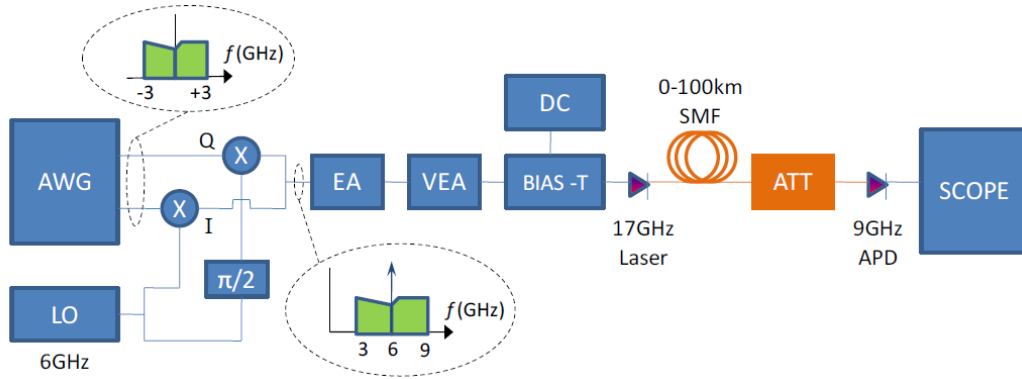 f (GHz)
-3 +3
AWG
Q
X
X
I
π/2
LO
6GHz
EA
VEA
DC
BIAS -T
17GHz
Laser
0-100km
SMF
ATT
9GHz
APD
SCOPE
f (GHz)
3 6 9